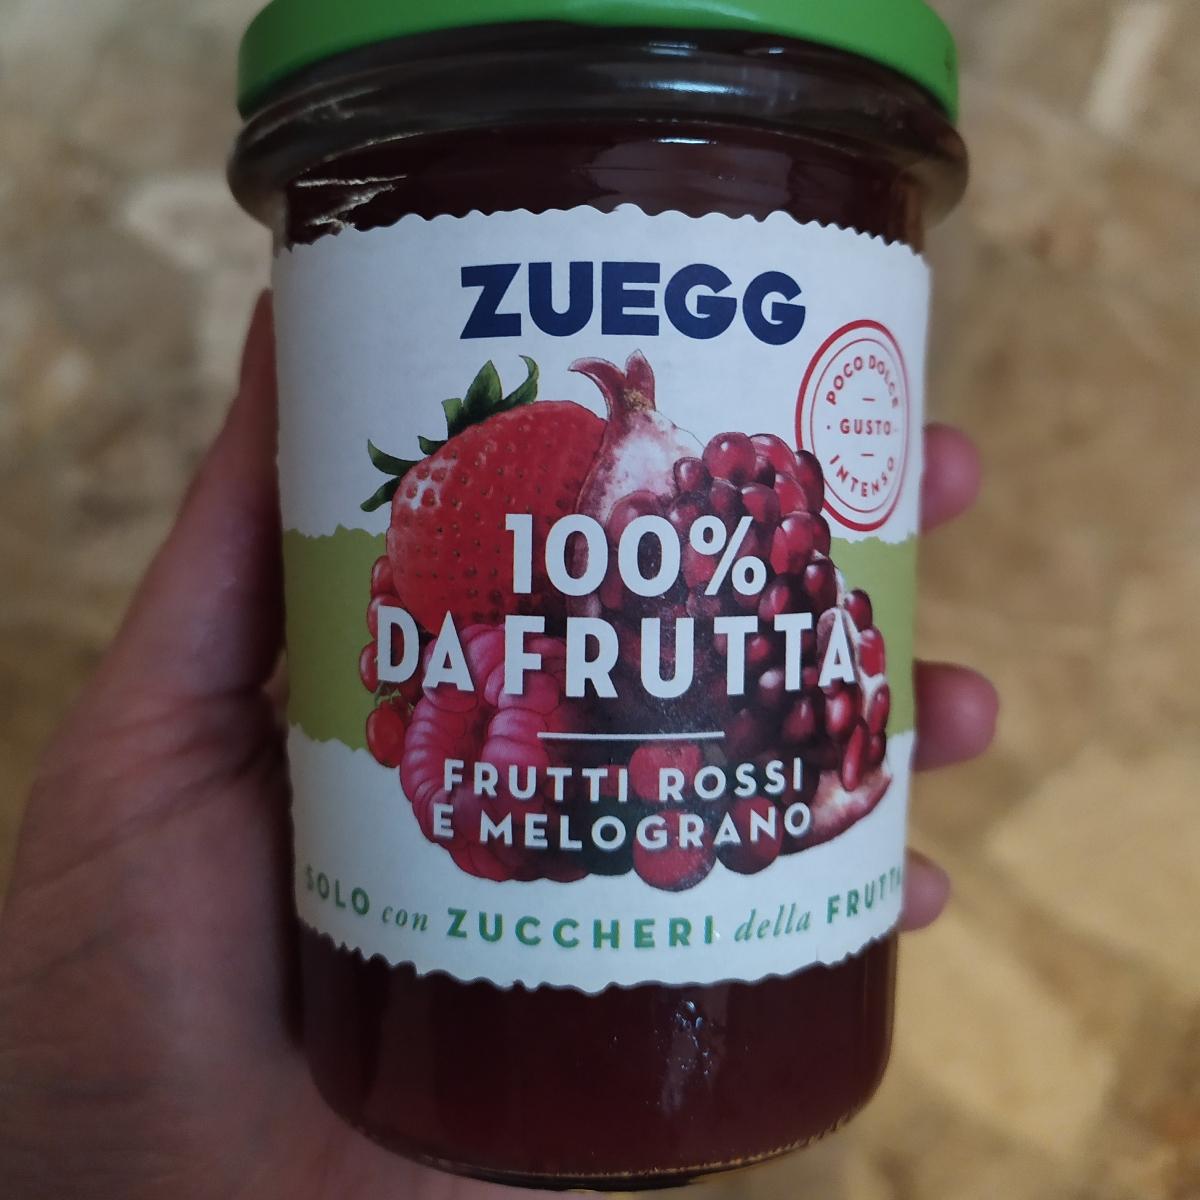 ZUEGG
POCO DOLCE
GUSTO
INTENSO
100%
DA FRUTTA
FRUTTI ROSSI
E MELOGRANO
SOLO con ZUCCHERI della FRUTTA